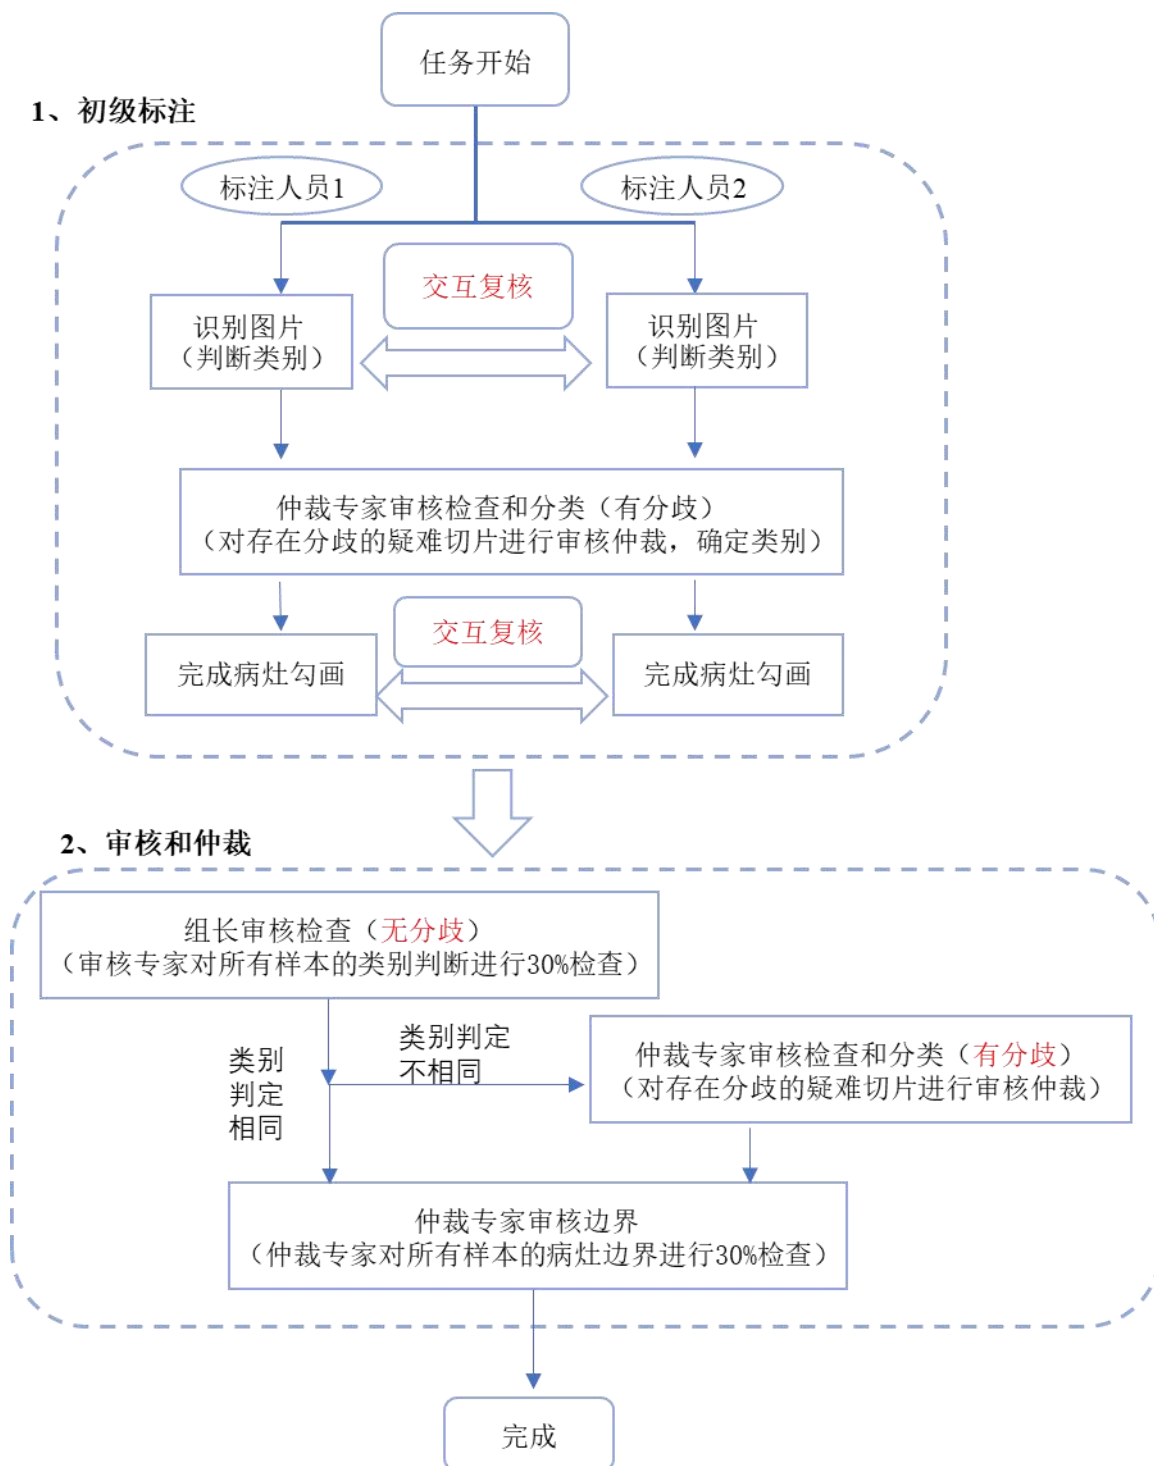 任务开始
1、初级标注
标注人员1
标注人员2
交互复核
识别图片
（判断类别）
识别图片
（判断类别）
仲裁专家审核检查和分类（有分歧）
（对存在分歧的疑难切片进行审核仲裁，确定类别）
交互复核
完成病灶勾画
完成病灶勾画
2、审核和仲裁
组长审核检查（无分歧）
（审核专家对所有样本的类别判断进行30%检查）
类别
判定
相同
类别判定
不相同
仲裁专家审核检查和分类（有分歧）
（对存在分歧的疑难切片进行审核仲裁）
仲裁专家审核边界
（仲裁专家对所有样本的病灶边界进行30%检查）
完成